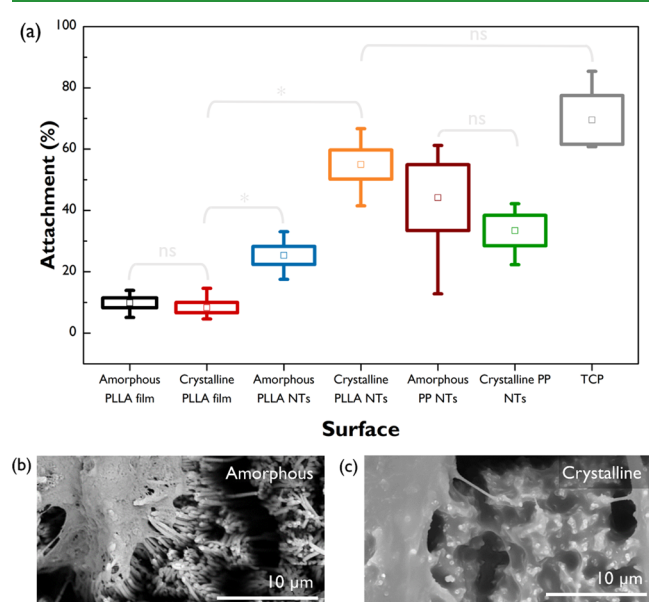 (a)
100
80
60
40
20
0
Attachment (%)
ns
*
*
ns
ns
Amorphous PLLA film
Crystalline PLLA film
Amorphous PLLA NTs
Crystalline PLLA NTs
Amorphous PP NTs
Crystalline PP NTs
TCP
Surface
(b)
Amorphous
10 µm
(c)
Crystalline
10 µm